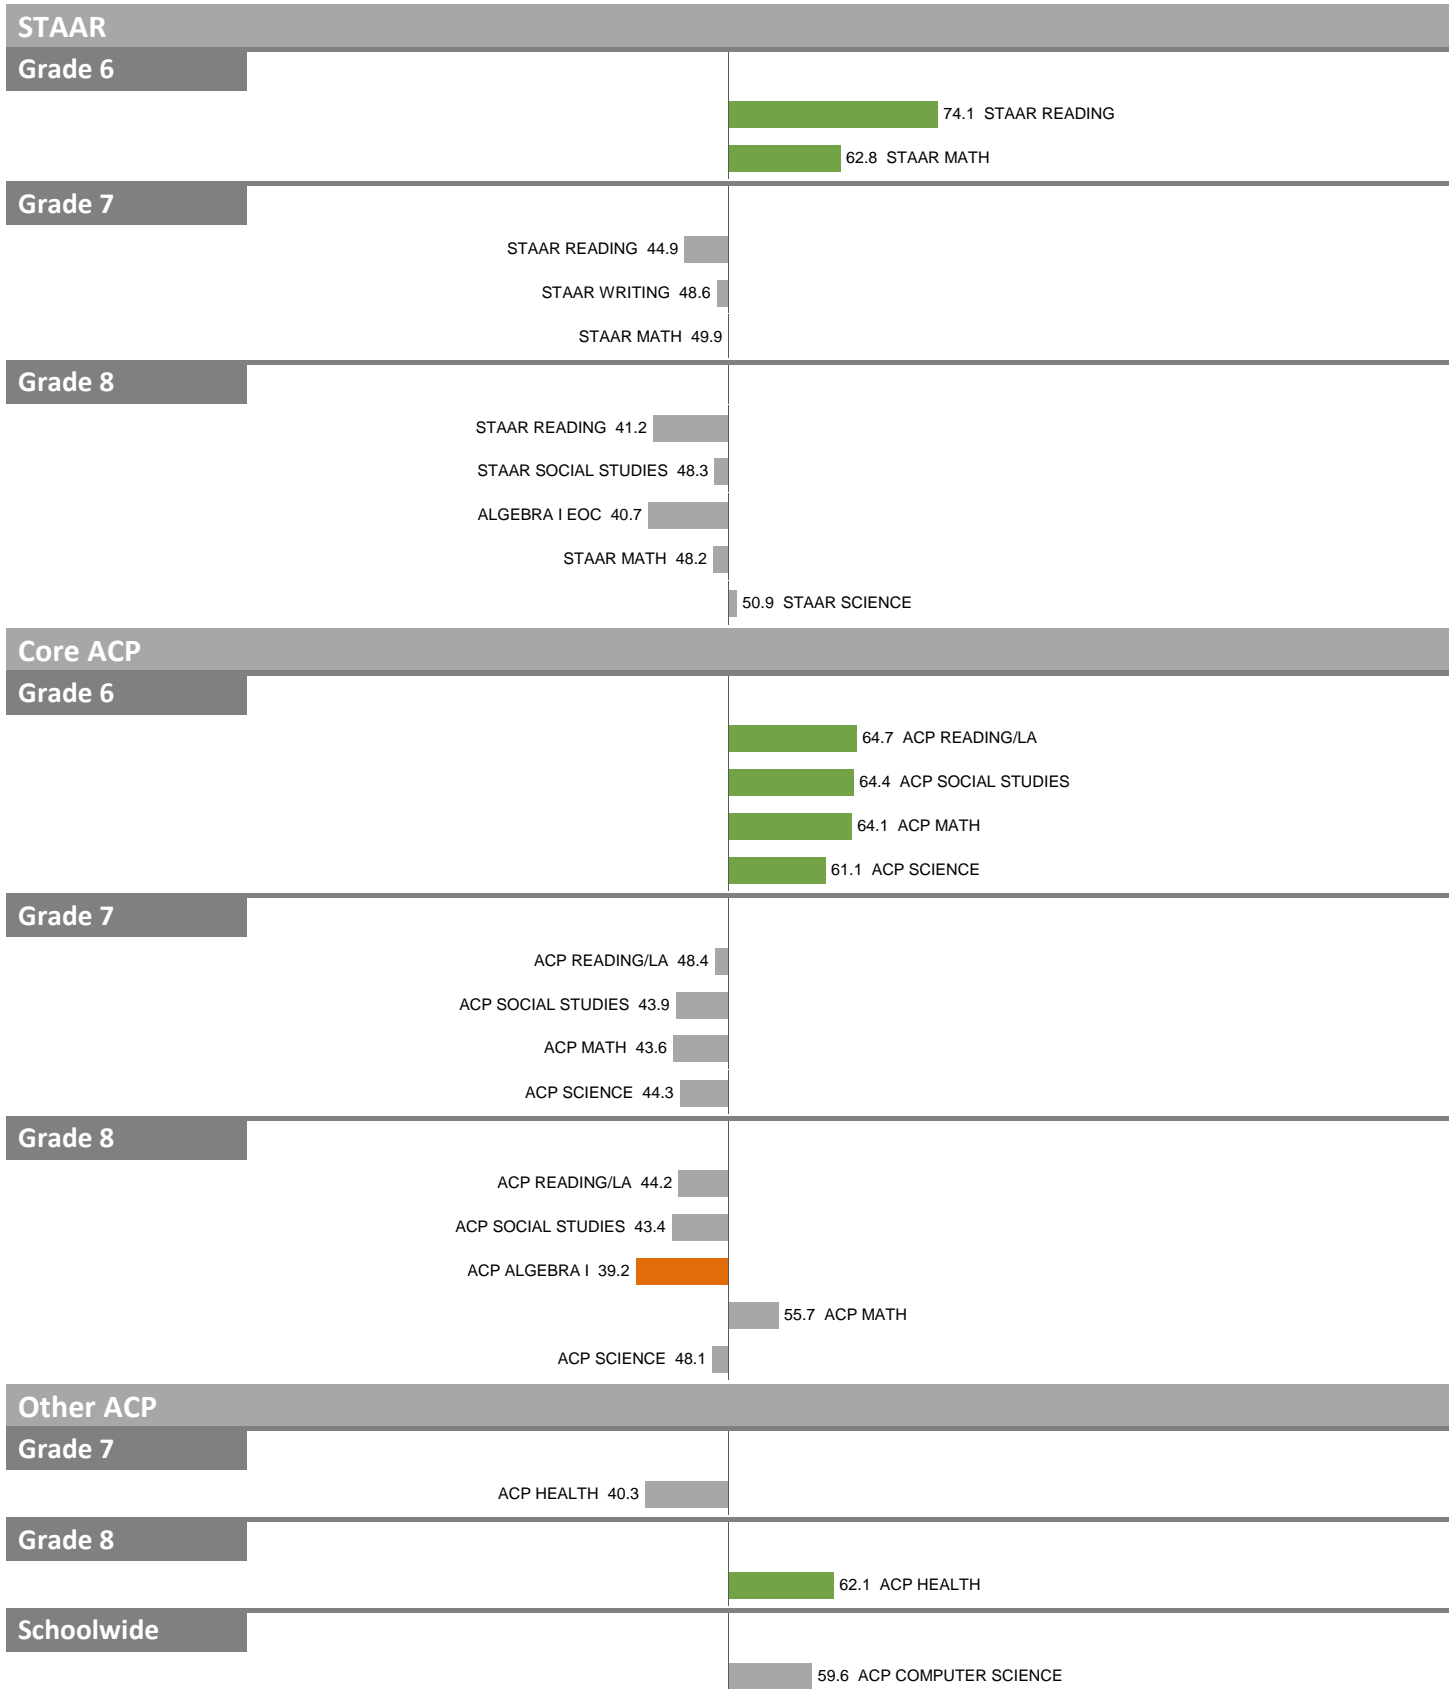 STAAR
Grade 6
74.1 STAAR READING
62.8 STAAR MATH
Grade 7
STAAR READING 44.9
STAAR WRITING 48.6
STAAR MATH 49.9
Grade 8
STAAR READING 41.2
STAAR SOCIAL STUDIES 48.3
ALGEBRA I EOC 40.7
STAAR MATH 48.2
50.9 STAAR SCIENCE
Core ACP
Grade 6
64.7 ACP READING/LA
64.4 ACP SOCIAL STUDIES
64.1 ACP MATH
61.1 ACP SCIENCE
Grade 7
ACP READING/LA 48.4
ACP SOCIAL STUDIES 43.9
ACP MATH 43.6
ACP SCIENCE 44.3
Grade 8
ACP READING/LA 44.2
ACP SOCIAL STUDIES 43.4
ACP ALGEBRA I 39.2
55.7 ACP MATH
ACP SCIENCE 48.1
Other ACP
Grade 7
ACP HEALTH 40.3
Grade 8
62.1 ACP HEALTH
Schoolwide
59.6 ACP COMPUTER SCIENCE